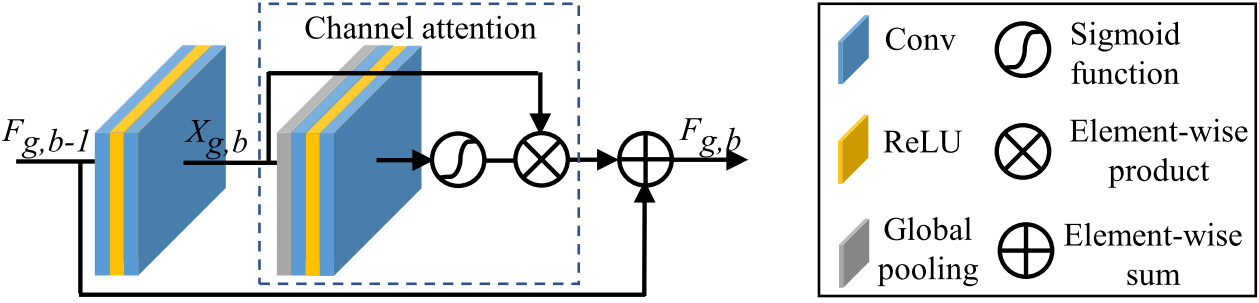 Channel attention
F_{g,b-1}
X_{g,b}
F_{g,b}
Conv
Sigmoid
function
ReLU
Element-wise
product
Global
pooling
Element-wise
sum